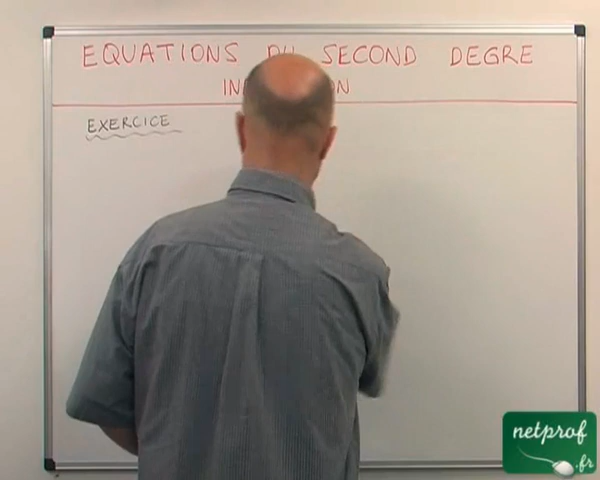 EQUATIONS DU SECOND DEGRE
EXERCICE
netprof
.fr